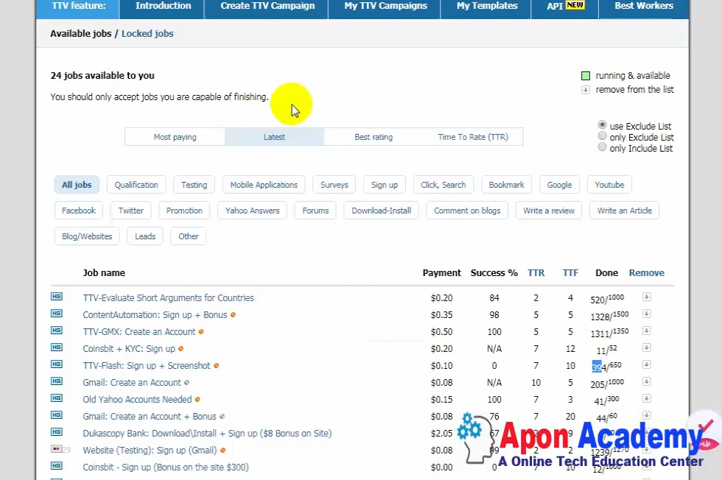 TTV feature: Introduction Create TTV Campaign My TTV Campaigns My Templates API NEW Best Workers
Available jobs / Locked jobs
24 jobs available to you
You should only accept jobs you are capable of finishing.
running & available
remove from the list
use Exclude List
only Exclude List
only Include List
Most paying Latest Best rating Time To Rate (TTR)
All jobs Qualification Testing Mobile Applications Surveys Sign up Click, Search Bookmark Google Youtube
Facebook Twitter Promotion Yahoo Answers Forums Download-Install Comment on blogs Write a review Write an Article
Blog/Websites Leads Other
Job name Payment Success % TTR TTF Done Remove
TTV-Evaluate Short Arguments for Countries $0.20 84 2 4 520/1000
ContentAutomation: Sign up + Bonus $0.35 98 5 5 1328/1500
TTV-GMX: Create an Account $0.50 100 5 5 1311/1350
Coinsbit + KYC: Sign up $0.20 N/A 7 12 11/52
TTV-Flash: Sign up + Screenshot $0.10 0 7 10 394/650
Gmail: Create an Account $0.08 N/A 10 5 205/1000
Old Yahoo Accounts Needed $0.15 100 7 3 41/300
Gmail: Create an Account + Bonus $0.08 76 7 20 44/60
Dukascopy Bank: Download\Install + Sign up ($8 Bonus on Site) $2.05
Website (Testing): Sign up (Gmail) $0.08 1239/1270
Coinsbit - Sign up (Bonus on the site $300) $0.00 0 7 10
Apon Academy
A Online Tech Education Center